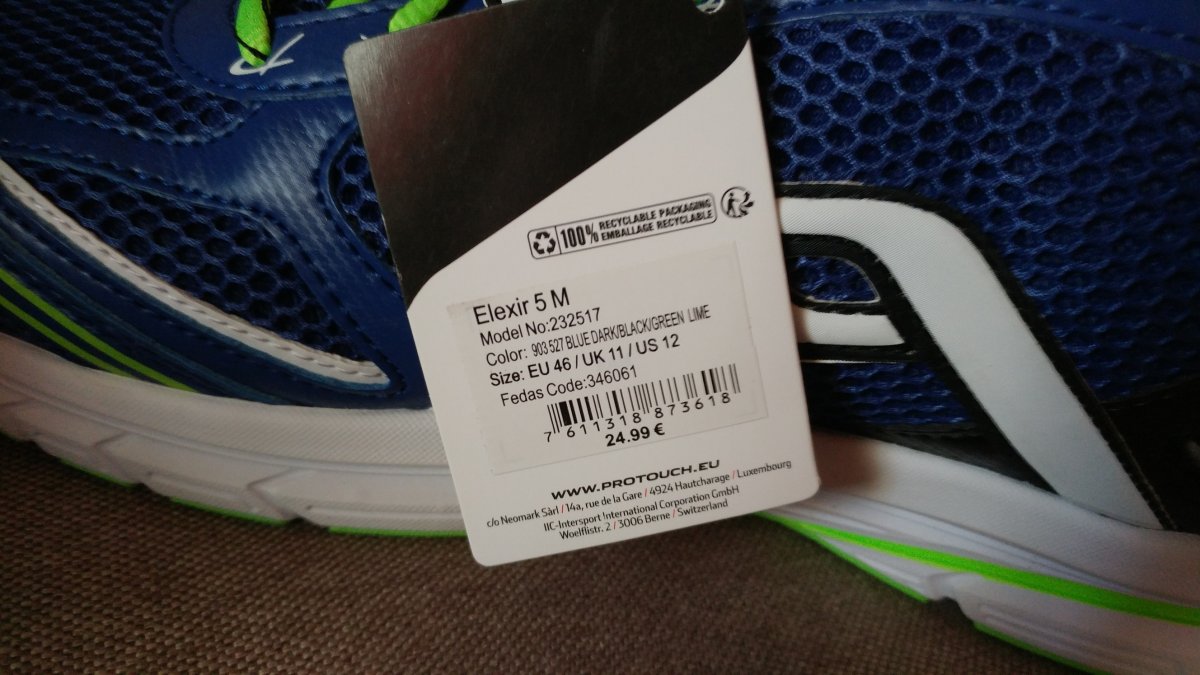 100% RECYCLABLE PACKAGING
EMBALLAGE RECYCLABLE
Elexir 5 M
Model No:232517
Color: 903 527 BLUE DARK/BLACK/GREEN LIME
Size: EU 46 / UK 11 / US 12
Fedas Code:346061
7 611318 873618
24.99 €
WWW.PROTOUCH.EU
c/o Neomark Sàrl / 14a, rue de la Gare / 4924 Hautcharage / Luxembourg
IIC-Intersport International Corporation GmbH
Woelflistr. 2 / 3006 Berne / Switzerland